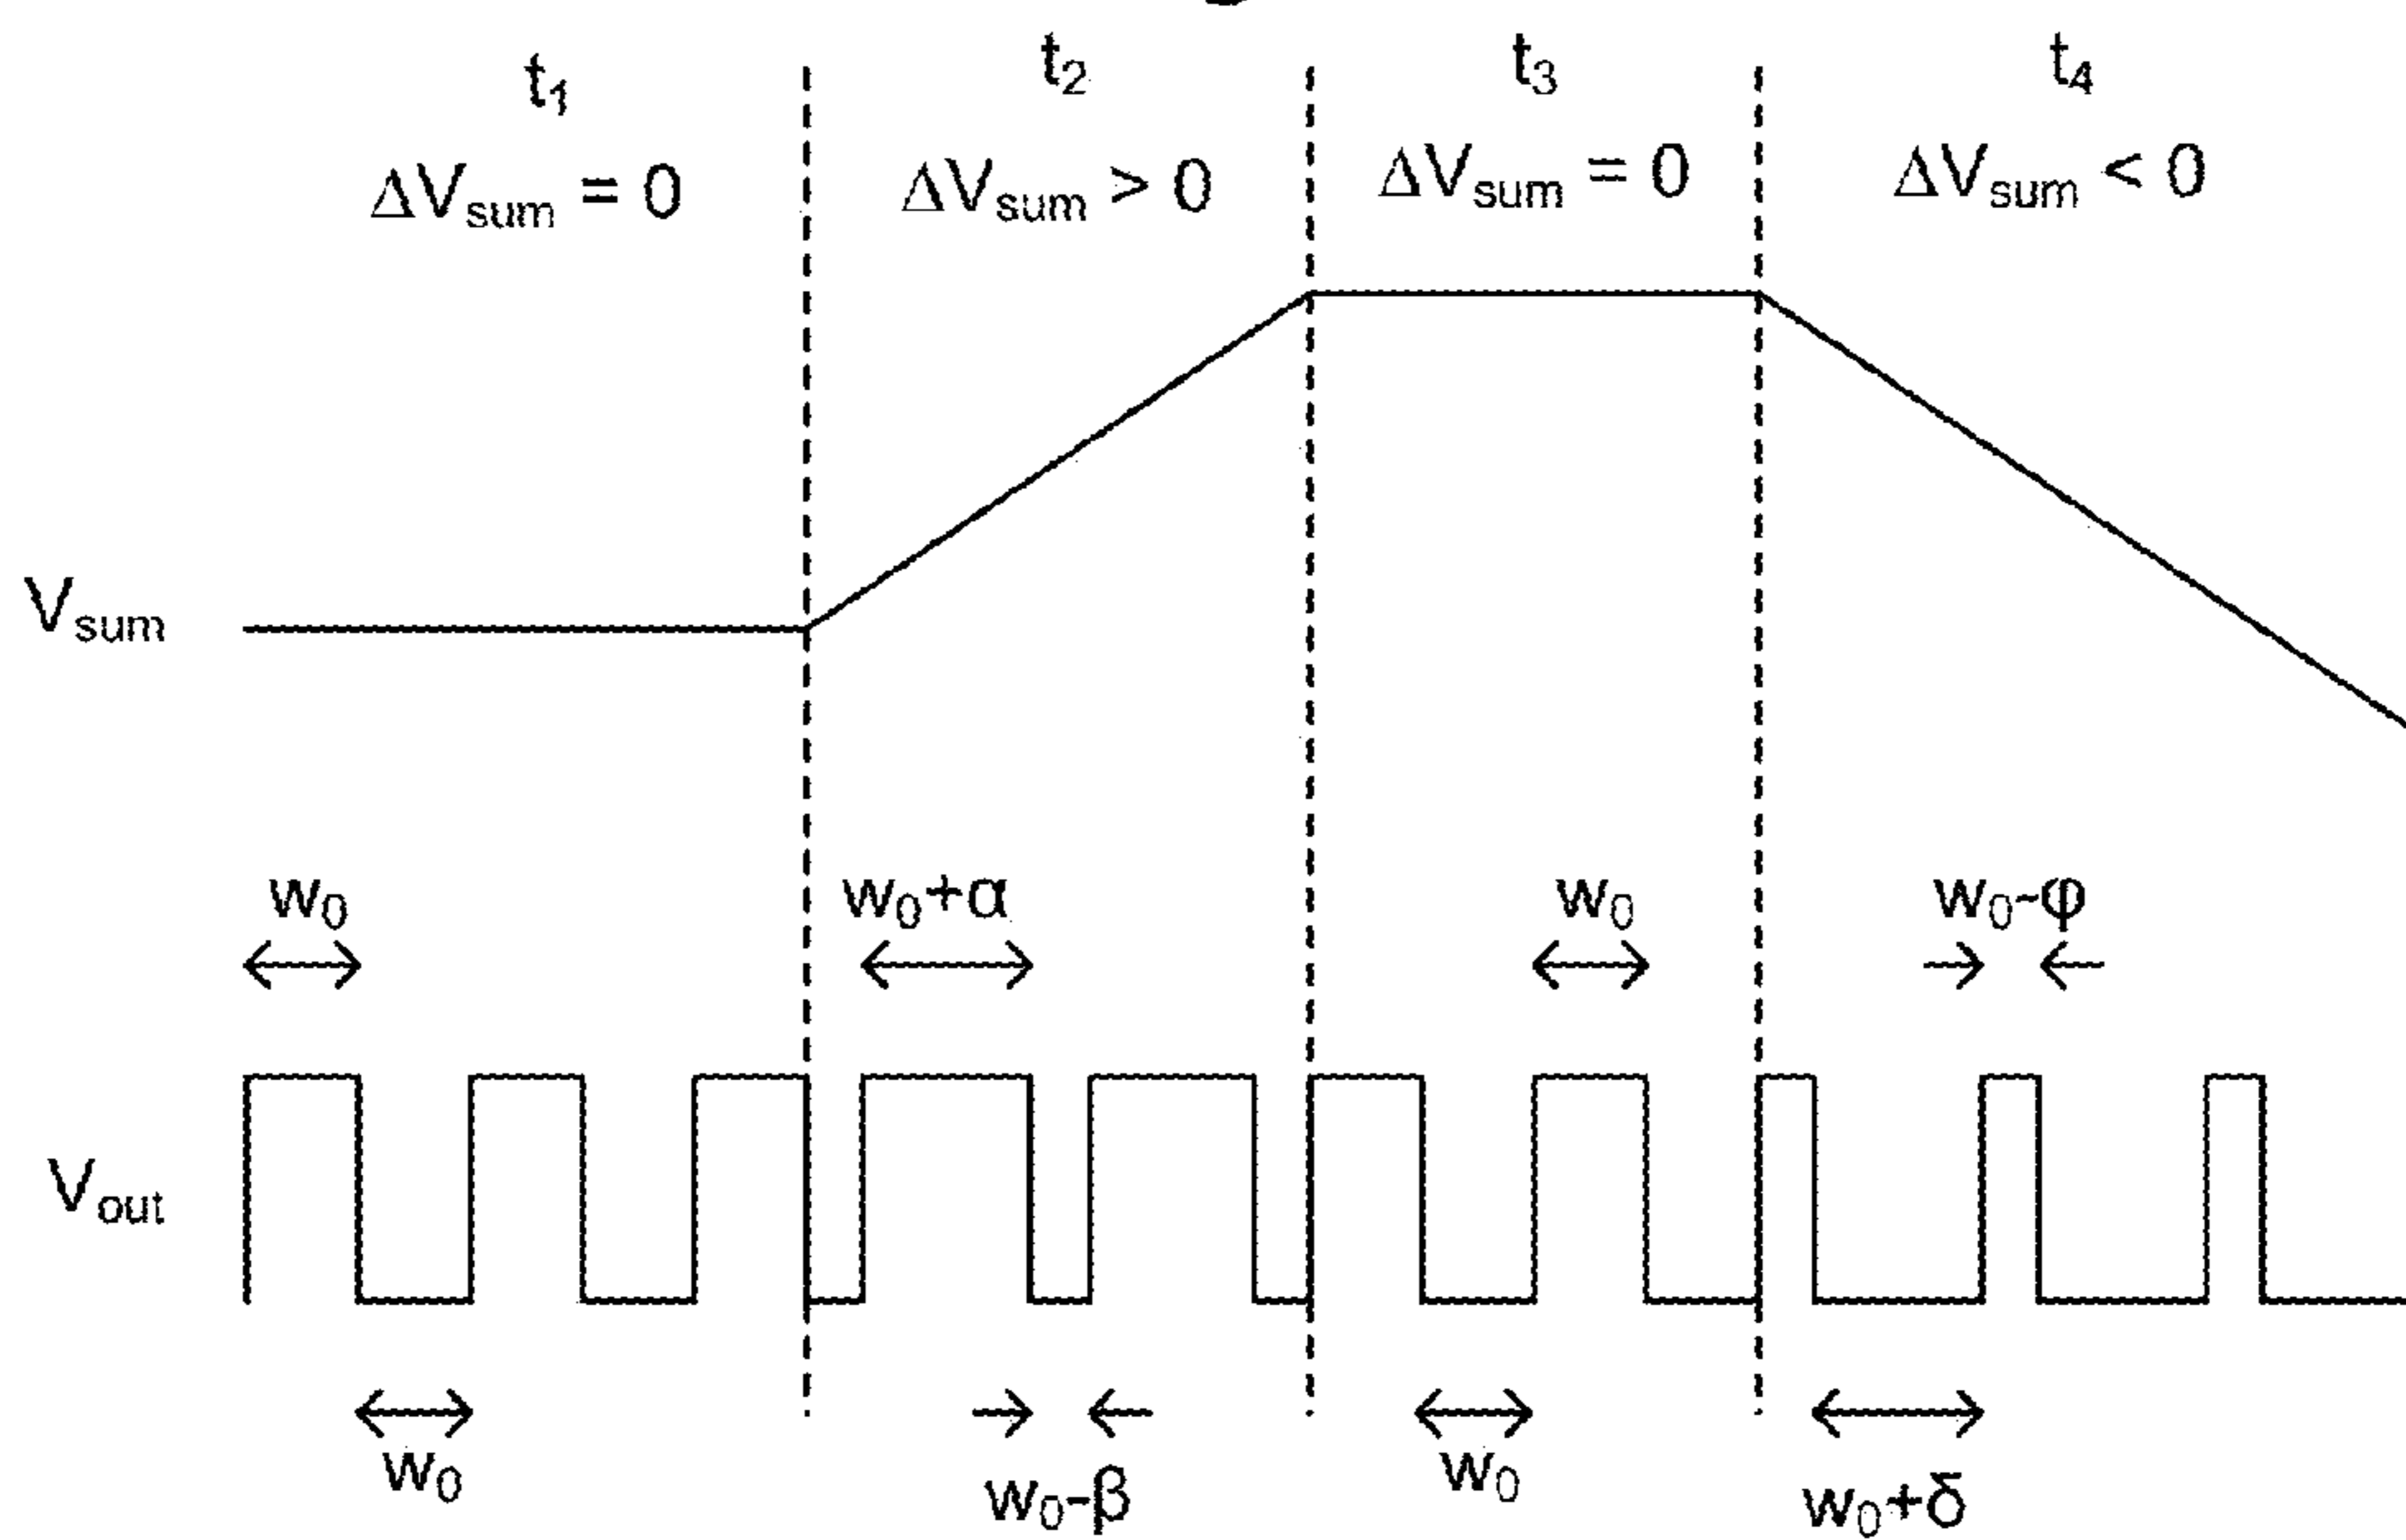 t₁ t₂ t₃ t₄
ΔVsum = 0 ΔVsum > 0 ΔVsum = 0 ΔVsum < 0
Vsum
w₀ w₀+α w₀ w₀-φ
Vout
w₀ w₀-β w₀ w₀+δ